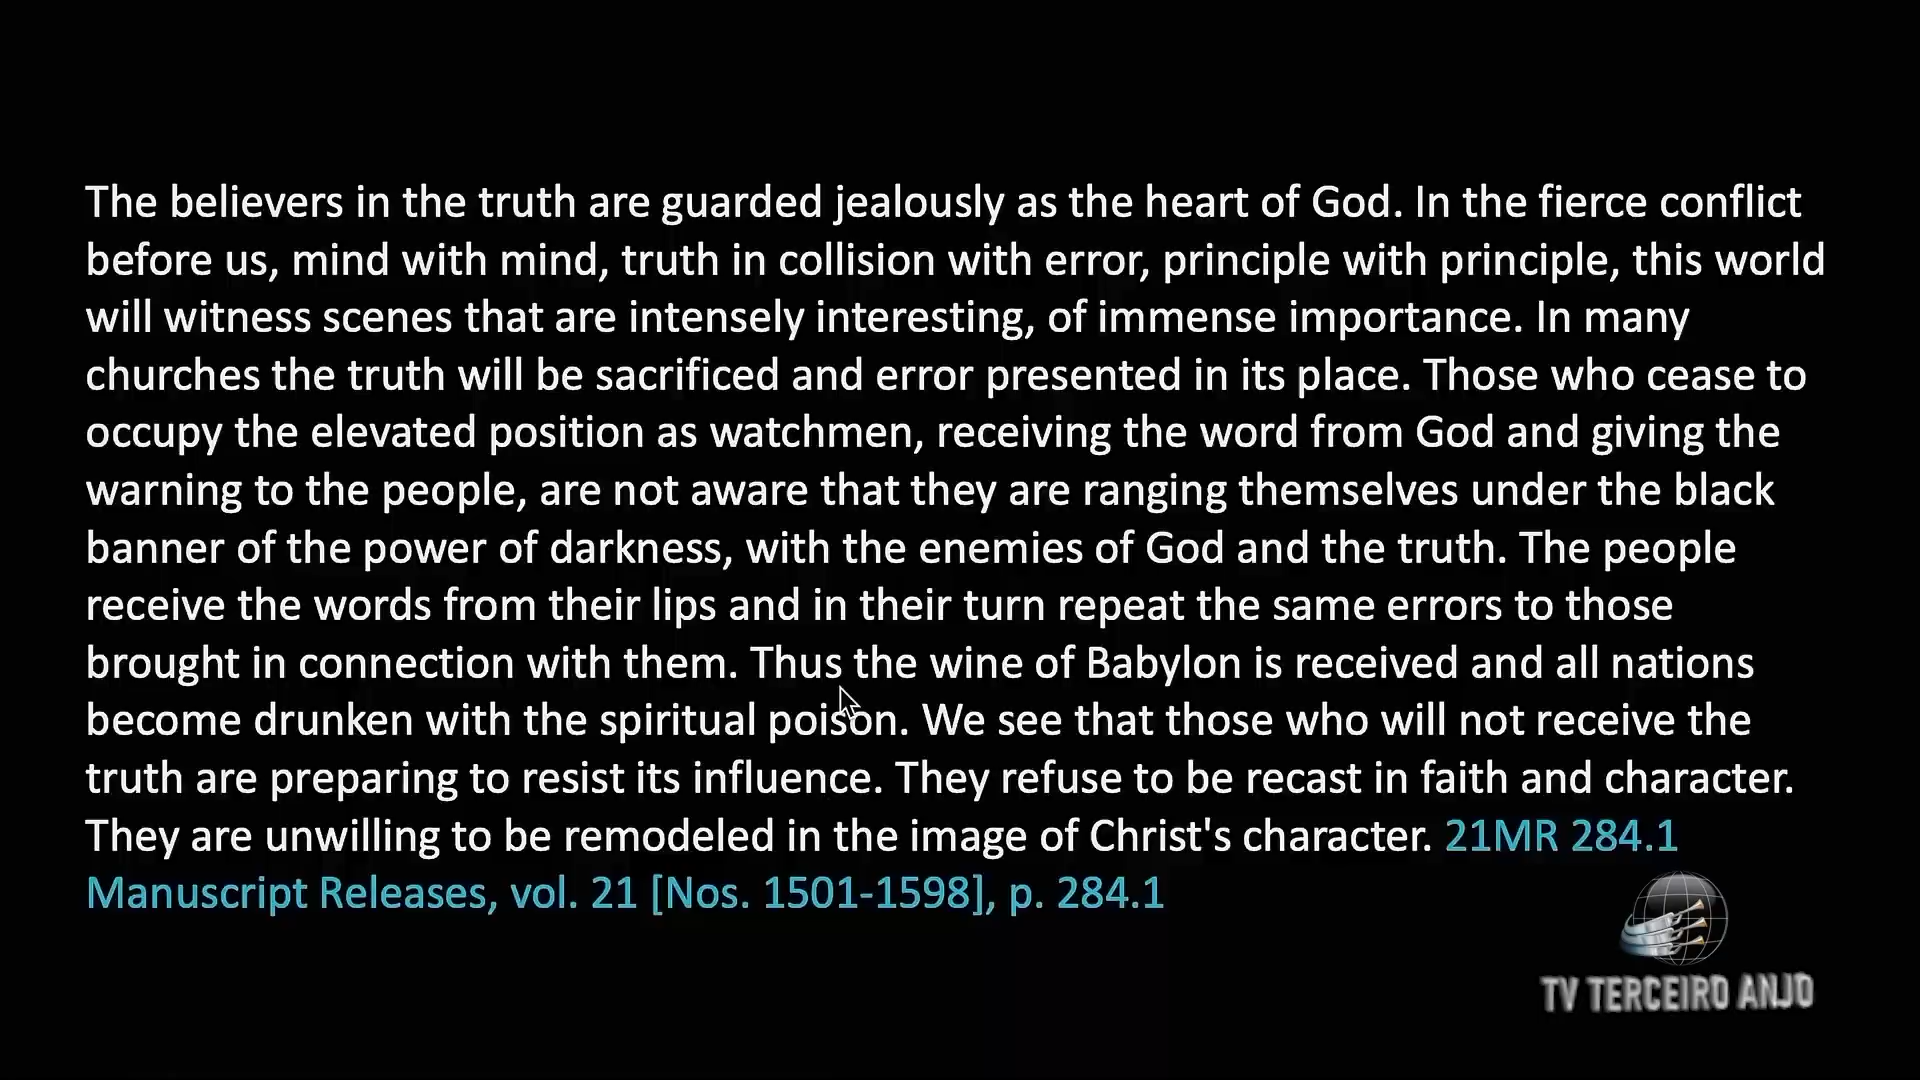 The believers in the truth are guarded jealously as the heart of God. In the fierce conflict
before us, mind with mind, truth in collision with error, principle with principle, this world
will witness scenes that are intensely interesting, of immense importance. In many
churches the truth will be sacrificed and error presented in its place. Those who cease to
occupy the elevated position as watchmen, receiving the word from God and giving the
warning to the people, are not aware that they are ranging themselves under the black
banner of the power of darkness, with the enemies of God and the truth. The people
receive the words from their lips and in their turn repeat the same errors to those
brought in connection with them. Thus the wine of Babylon is received and all nations
become drunken with the spiritual poison. We see that those who will not receive the
truth are preparing to resist its influence. They refuse to be recast in faith and character.
They are unwilling to be remodeled in the image of Christ's character. 21MR 284.1
Manuscript Releases, vol. 21 [Nos. 1501-1598], p. 284.1
TV TERCEIRO ANJO